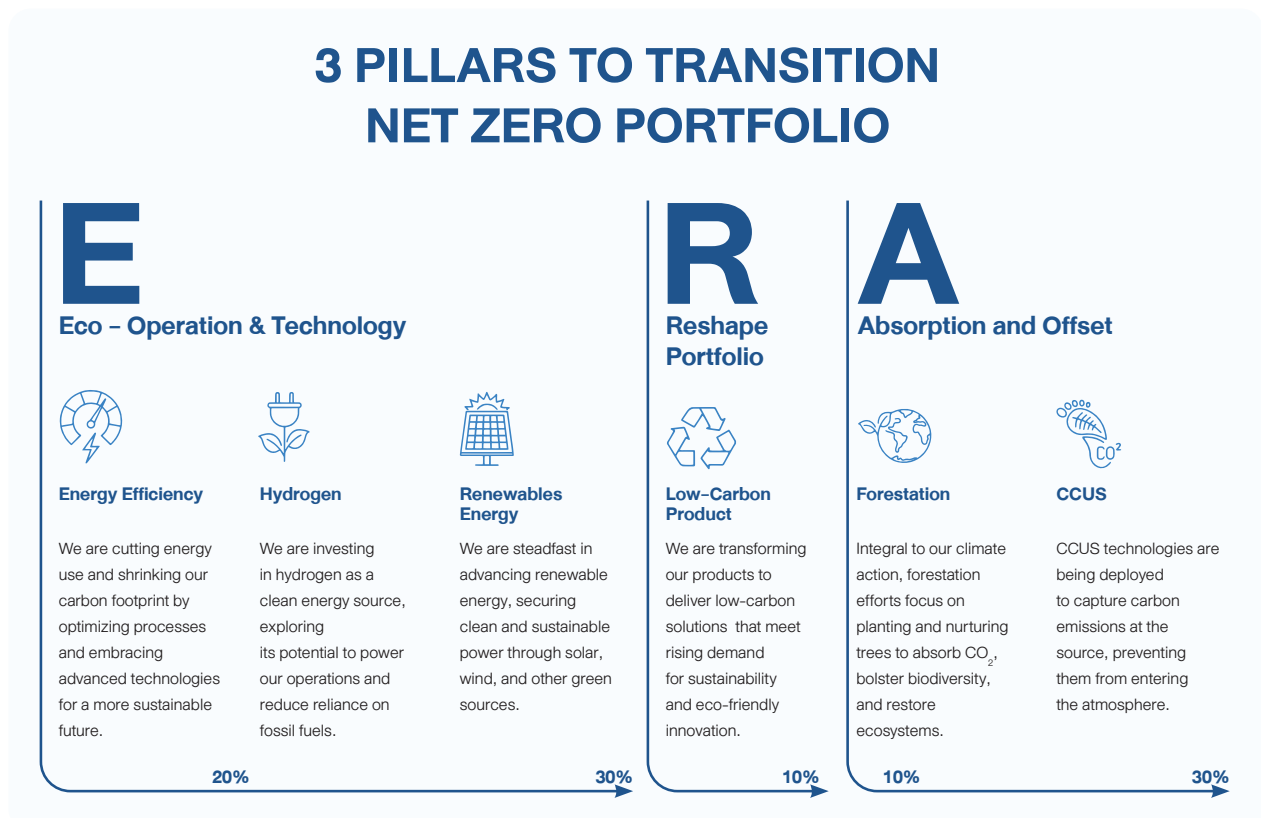 3 PILLARS TO TRANSITION
NET ZERO PORTFOLIO
E
Eco – Operation & Technology
Energy Efficiency
We are cutting energy
use and shrinking our
carbon footprint by
optimizing processes
and embracing
advanced technologies
for a more sustainable
future.
Hydrogen
We are investing
in hydrogen as a
clean energy source,
exploring
its potential to power
our operations and
reduce reliance on
fossil fuels.
Renewables
Energy
We are steadfast in
advancing renewable
energy, securing
clean and sustainable
power through solar,
wind, and other green
sources.
20%
30%
R
Reshape
Portfolio
Low–Carbon
Product
We are transforming
our products to
deliver low-carbon
solutions that meet
rising demand
for sustainability
and eco-friendly
innovation.
10%
A
Absorption and Offset
Forestation
Integral to our climate
action, forestation
efforts focus on
planting and nurturing
trees to absorb CO₂,
bolster biodiversity,
and restore
ecosystems.
CO²
CCUS
CCUS technologies are
being deployed
to capture carbon
emissions at the
source, preventing
them from entering
the atmosphere.
10%
30%